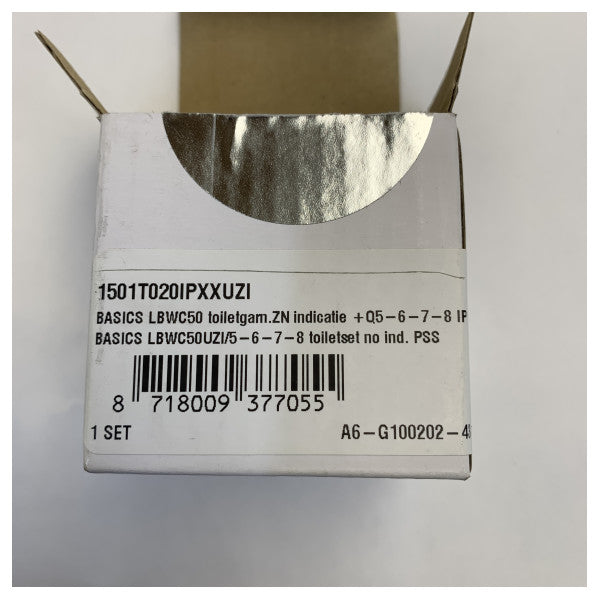 1501T020IPXXUZI
BASICS LBWC50 toiletgarn.ZN indicatie +Q5-6-7-8 IP
BASICS LBWC50UZI/5-6-7-8 toiletset no ind. PSS
8 718009 377055
1 SET A6-G100202-4